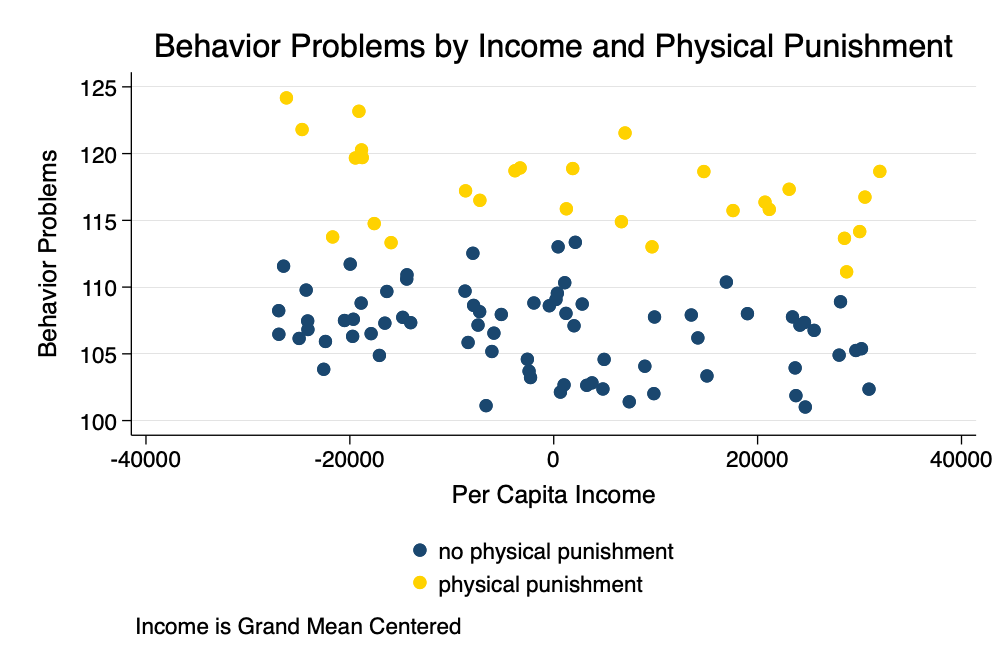 Behavior Problems by Income and Physical Punishment
Behavior Problems
125
120
115
110
105
100
-40000 -20000 0 20000 40000
Per Capita Income
no physical punishment
physical punishment
Income is Grand Mean Centered